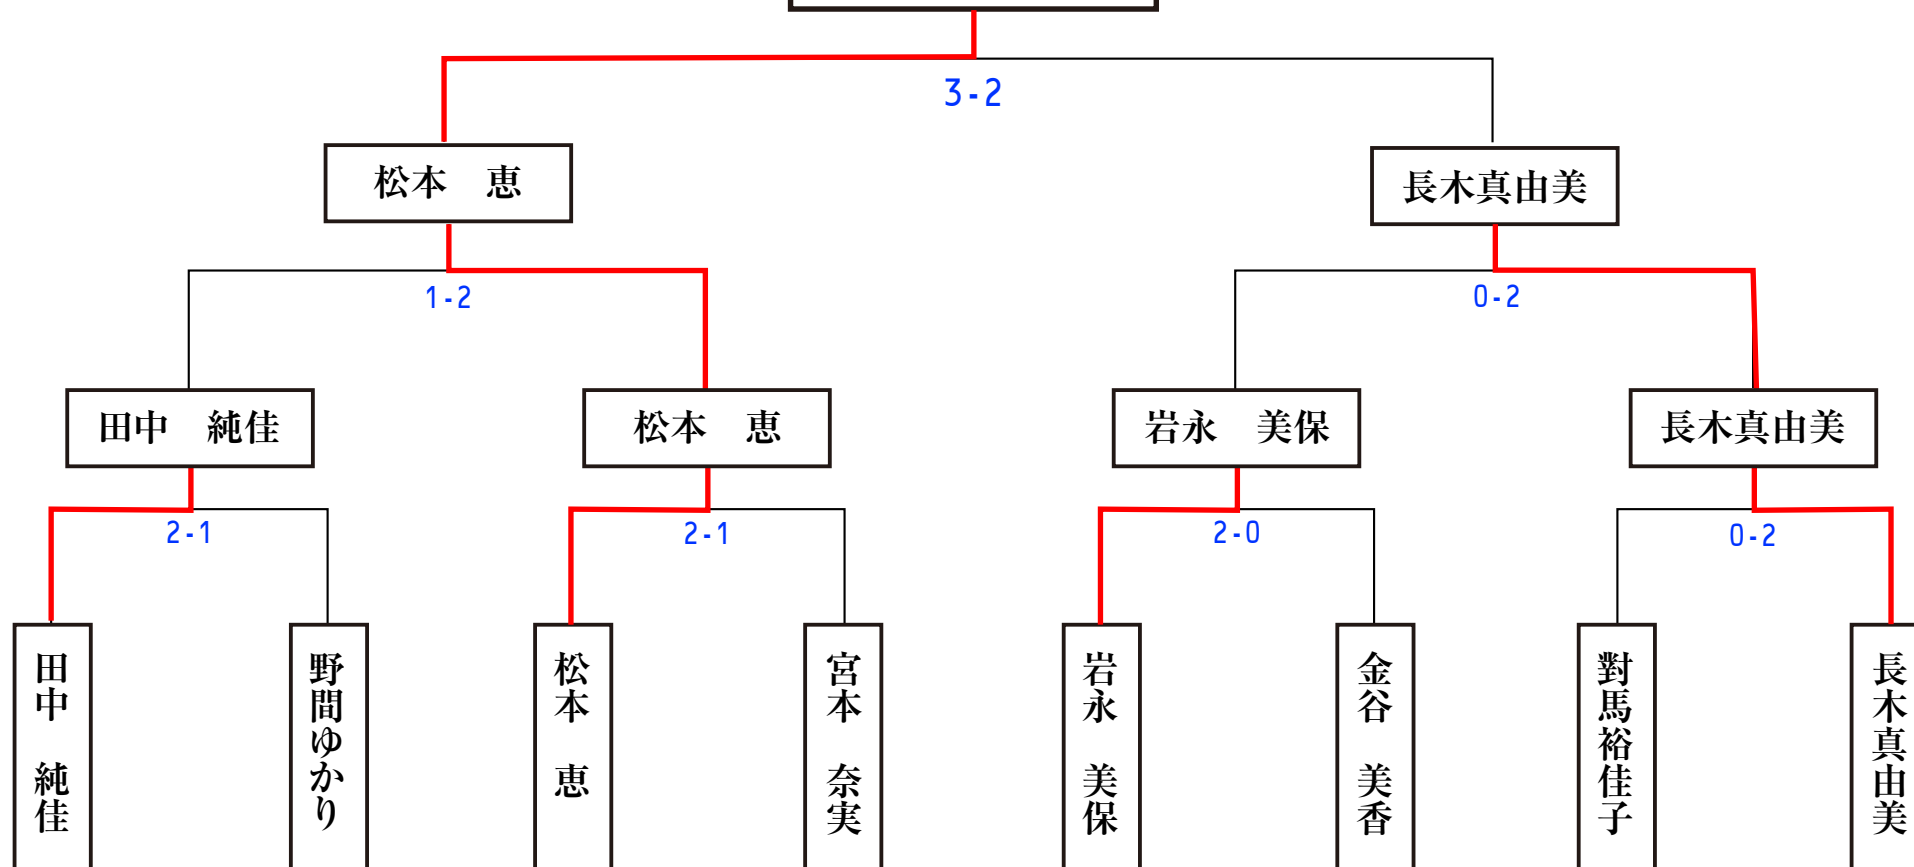 3-2
松本　恵
長木真由美
1-2
0-2
田中　純佳
松本　恵
岩永　美保
長木真由美
2-1
2-1
2-0
0-2
田中　純佳
野間ゆかり
松本　恵
宮本　奈実
岩永　美保
金谷　美香
對馬裕佳子
長木真由美